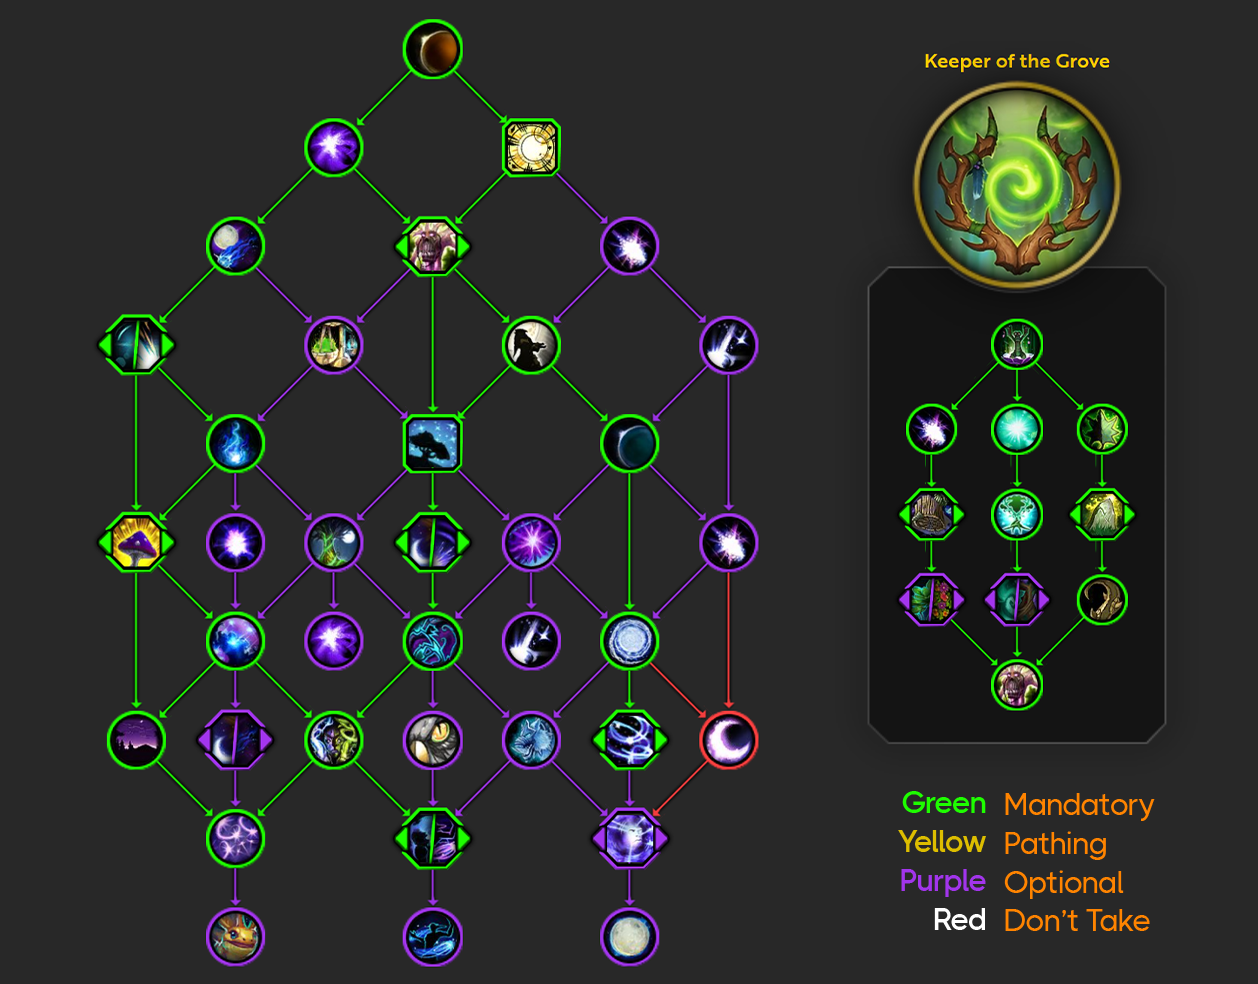 Keeper of the Grove
Green Mandatory
Yellow Pathing
Purple Optional
Red Don't Take